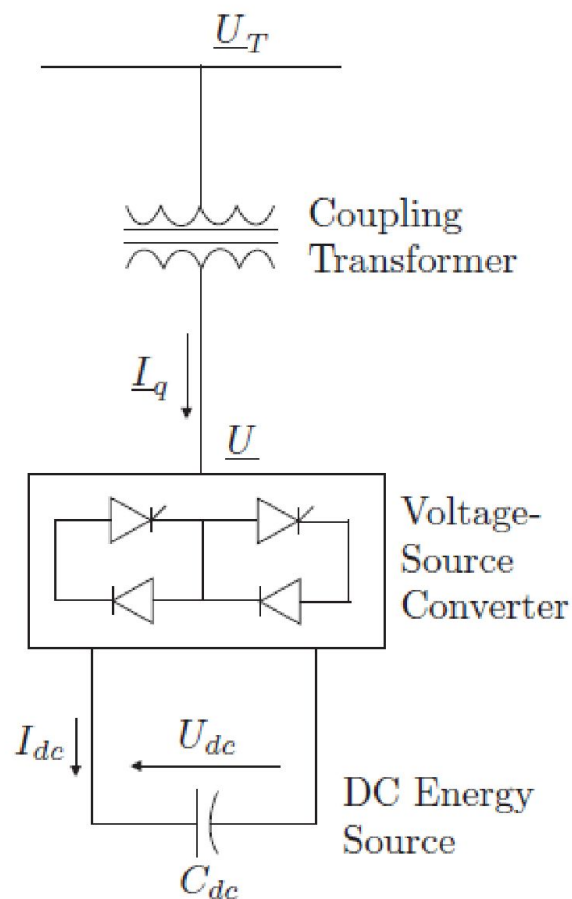 U_T
Coupling
Transformer
I_q
U
Voltage-
Source
Converter
I_dc
U_dc
DC Energy
Source
C_dc